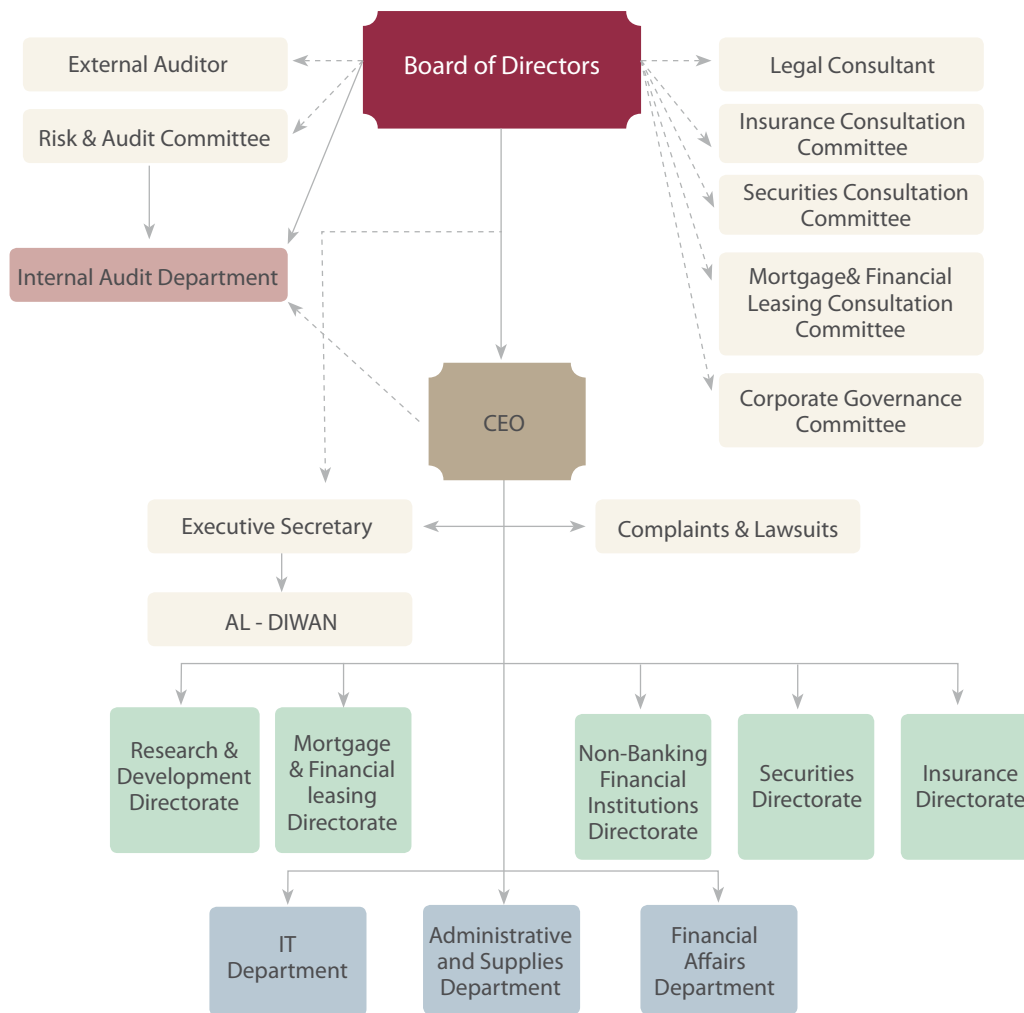 Board of Directors
External Auditor
Risk & Audit Committee
Internal Audit Department
Legal Consultant
Insurance Consultation
Committee
Securities Consultation
Committee
Mortgage& Financial
Leasing Consultation
Committee
Corporate Governance
Committee
CEO
Executive Secretary
Complaints & Lawsuits
AL - DIWAN
Research &
Development
Directorate
Mortgage
& Financial
leasing
Directorate
Non-Banking
Financial
Institutions
Directorate
Securities
Directorate
Insurance
Directorate
IT
Department
Administrative
and Supplies
Department
Financial
Affairs
Department